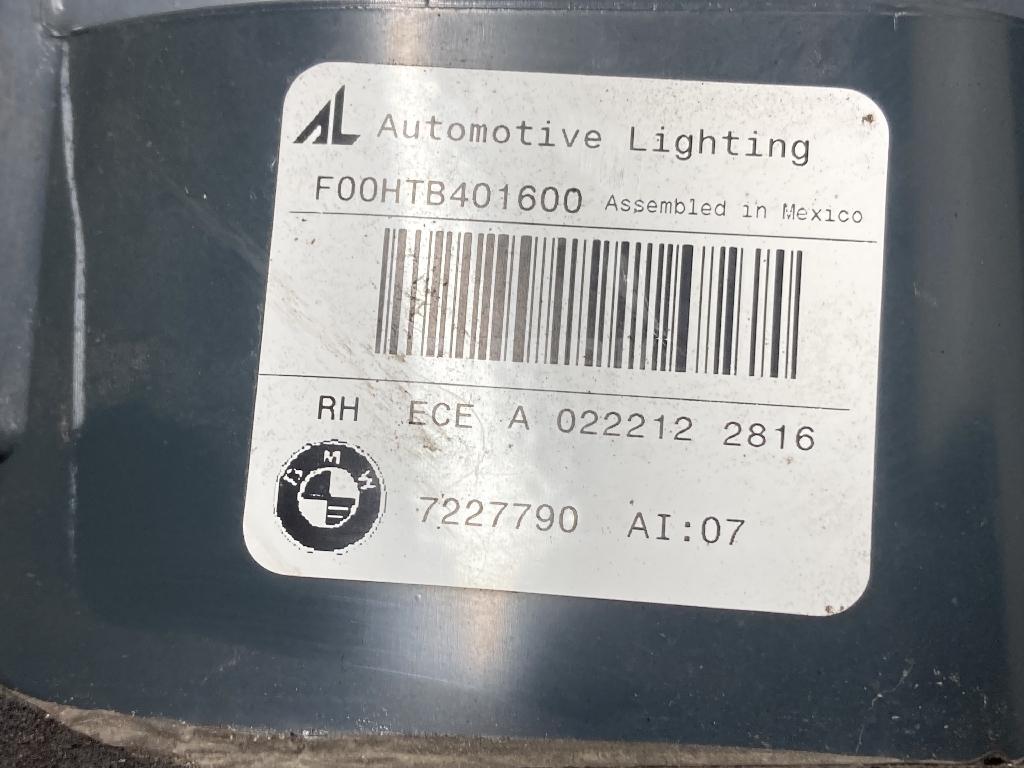 AL Automotive Lighting
F00HTB401600 Assembled in Mexico
RH ECE A 022212 2816
BMW
7227790 AI:07